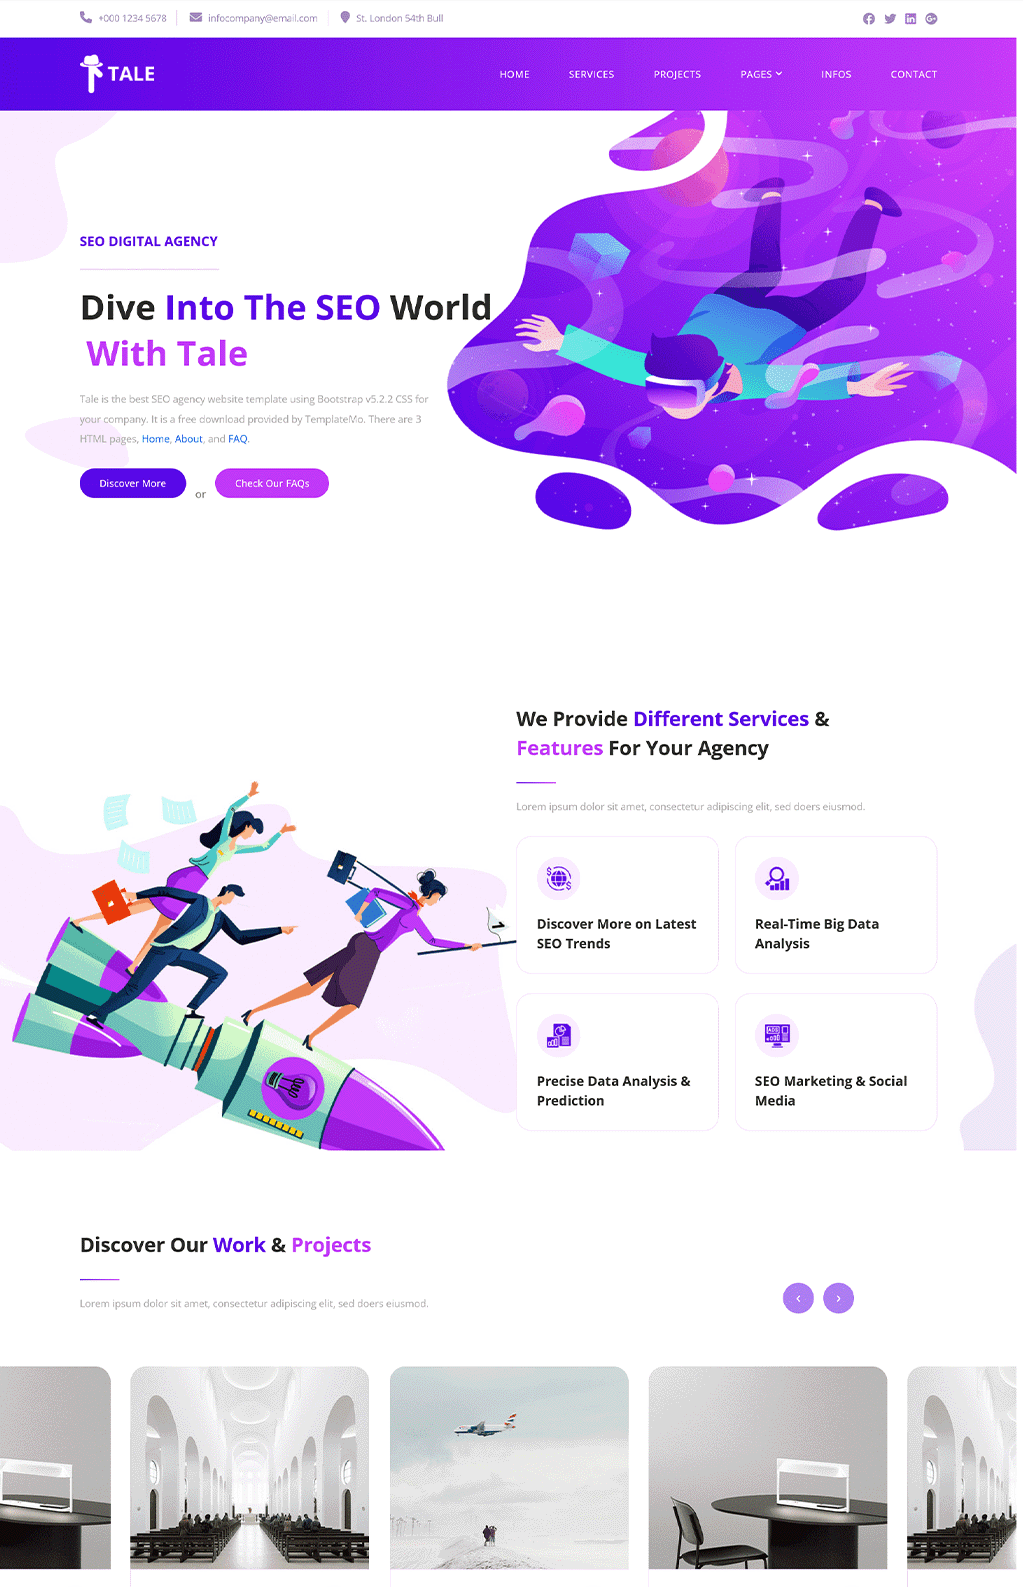 +000 1234 5678
infocompany@email.com
St. London 54th Bull
TALE
HOME
SERVICES
PROJECTS
PAGES
INFOS
CONTACT
SEO DIGITAL AGENCY
Dive Into The SEO World
With Tale
Tale is the best SEO agency website template using Bootstrap v5.2.2 CSS for
your company. It is a free download provided by TemplateMo. There are 3
HTML pages, Home, About, and FAQ.
Discover More
or
Check Our FAQs
We Provide Different Services &
Features For Your Agency
Lorem ipsum dolor sit amet, consectetur adipiscing elit, sed doers eiusmod.
Discover More on Latest
SEO Trends
Real-Time Big Data
Analysis
Precise Data Analysis &
Prediction
ADS
SEO Marketing & Social
Media
Discover Our Work & Projects
Lorem ipsum dolor sit amet, consectetur adipiscing elit, sed doers eiusmod.